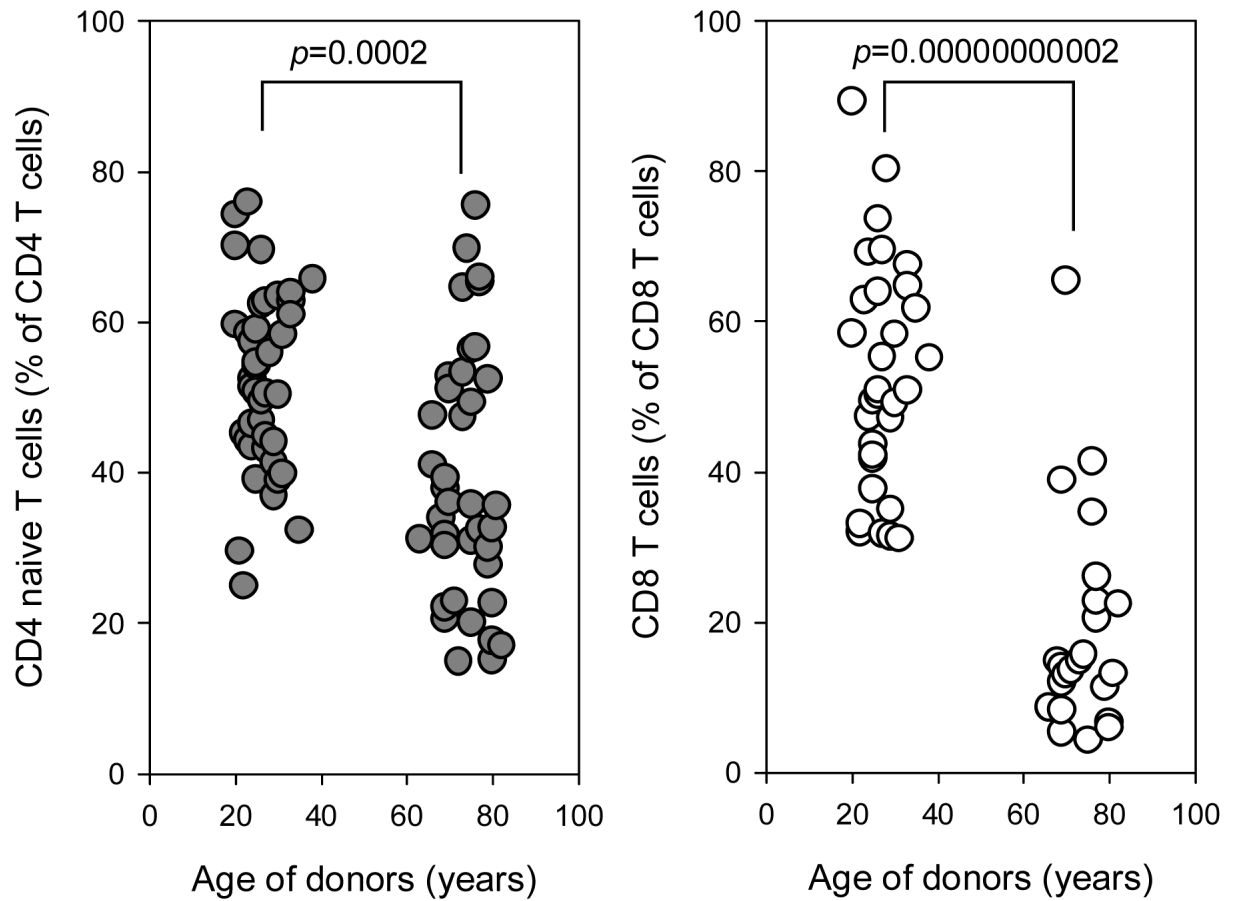 CD4 naive T cells (% of CD4 T cells)
100
80
60
40
20
0
p=0.0002
0 20 40 60 80 100
Age of donors (years)
CD8 T cells (% of CD8 T cells)
100
80
60
40
20
0
p=0.00000000002
0 20 40 60 80 100
Age of donors (years)